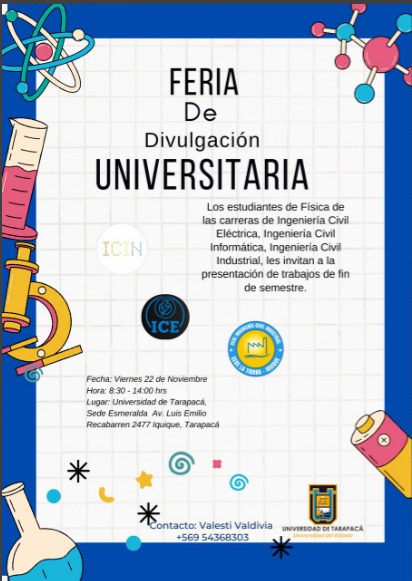 FERIA
De
Divulgación
UNIVERSITARIA
Los estudiantes de Física de
las carreras de Ingeniería Civil
Eléctrica, Ingeniería Civil
Informática, Ingeniería Civil
Industrial, les invitan a la
presentación de trabajos de fin
de semestre.
ICIN
ICE
Fecha: Viernes 22 de Noviembre
Hora: 8:30 - 14:00 hrs
Lugar: Universidad de Tarapacá,
Sede Esmeralda Av. Luis Emilio
Recabarren 2477 Iquique, Tarapacá
Contacto: Valesti Valdivia
+569 54368303
UNIVERSIDAD DE TARAPACÁ
Universidad del Estado